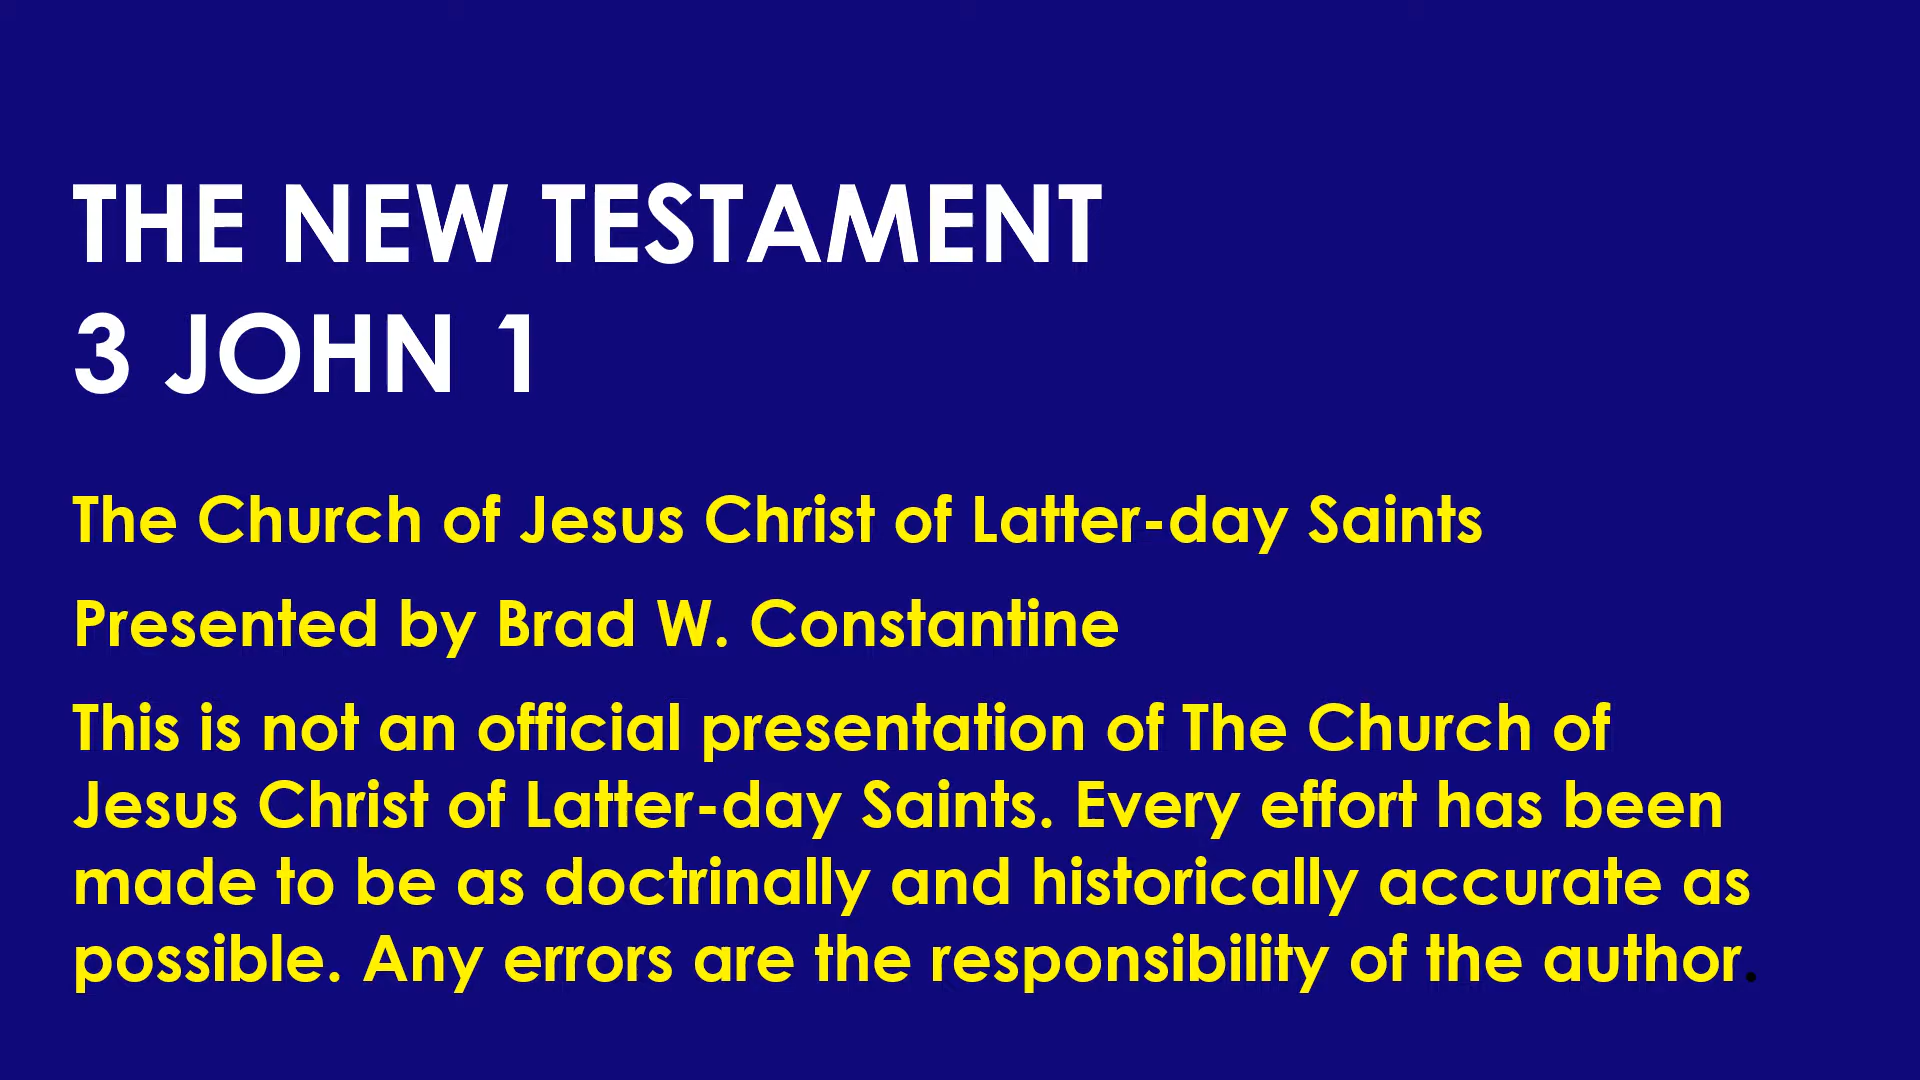 THE NEW TESTAMENT
3 JOHN 1
The Church of Jesus Christ of Latter-day Saints
Presented by Brad W. Constantine
This is not an official presentation of The Church of
Jesus Christ of Latter-day Saints. Every effort has been
made to be as doctrinally and historically accurate as
possible. Any errors are the responsibility of the author.